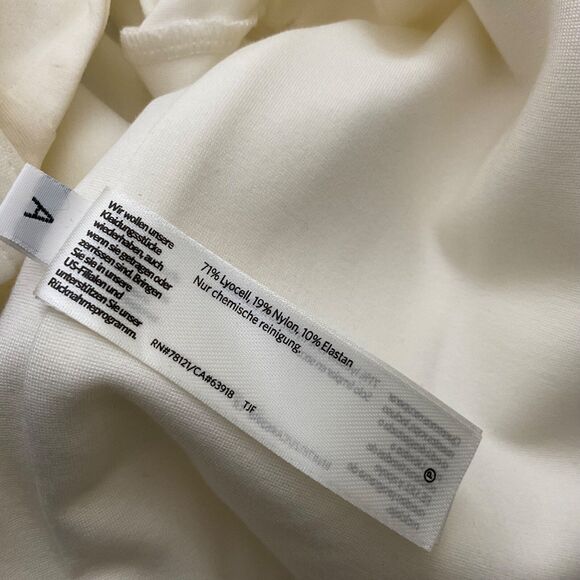 A
Wir wollen unsere
Kleidungsstücke
wiederhaben, auch
wenn sie getragen oder
zerrissen sind. Bringen
Sie sie in unsere
US-Filialen und
unterstützen Sie unser
Rücknahmeprogramm.
71% Lyocell, 19% Nylon, 10% Elastan
Nur chemische reinigung.
RN#78121/CA#63918 TJF
P